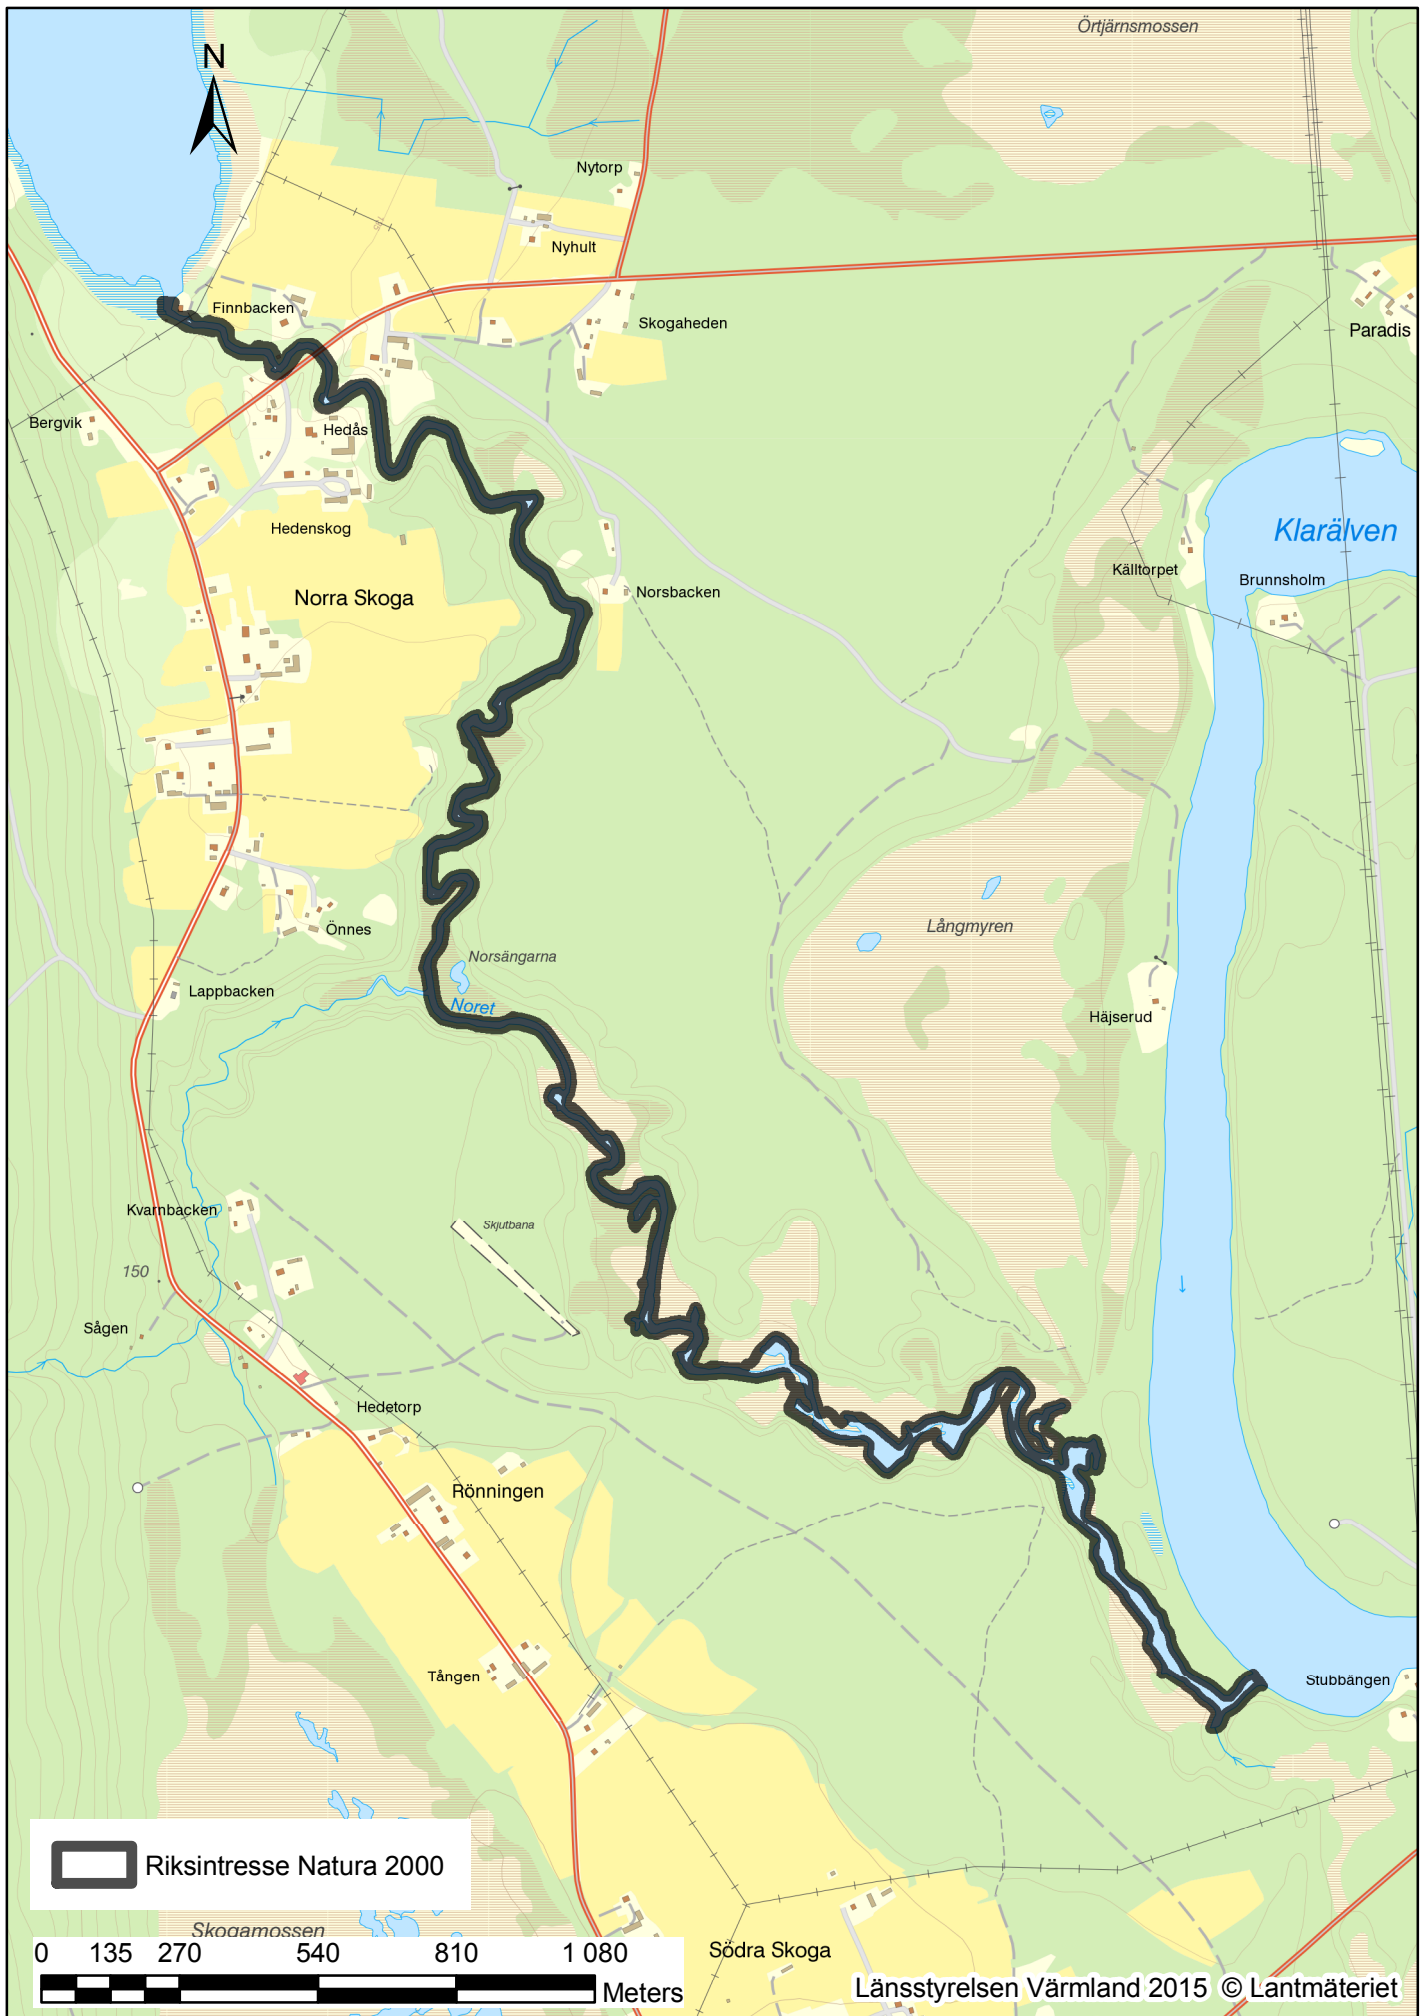 Örtjärnsmossen
N
Nytorp
Nyhult
Finnbacken
Skogaheden
Paradis
Bergvik
Hedås
Hedenskog
Klarälven
Källtorpet
Brunnsholm
Norra Skoga
Norsbacken
Långmyren
Önnes
Norsängarna
Lappbacken
Noret
Häjserud
Kvarnbacken
Skjutbana
150
Sågen
Hedetorp
Rönningen
Tången
Stubbängen
Riksintresse Natura 2000
Skogamossen
0 135 270 540 810 1 080
Meters
Södra Skoga
Länsstyrelsen Värmland 2015 © Lantmäteriet